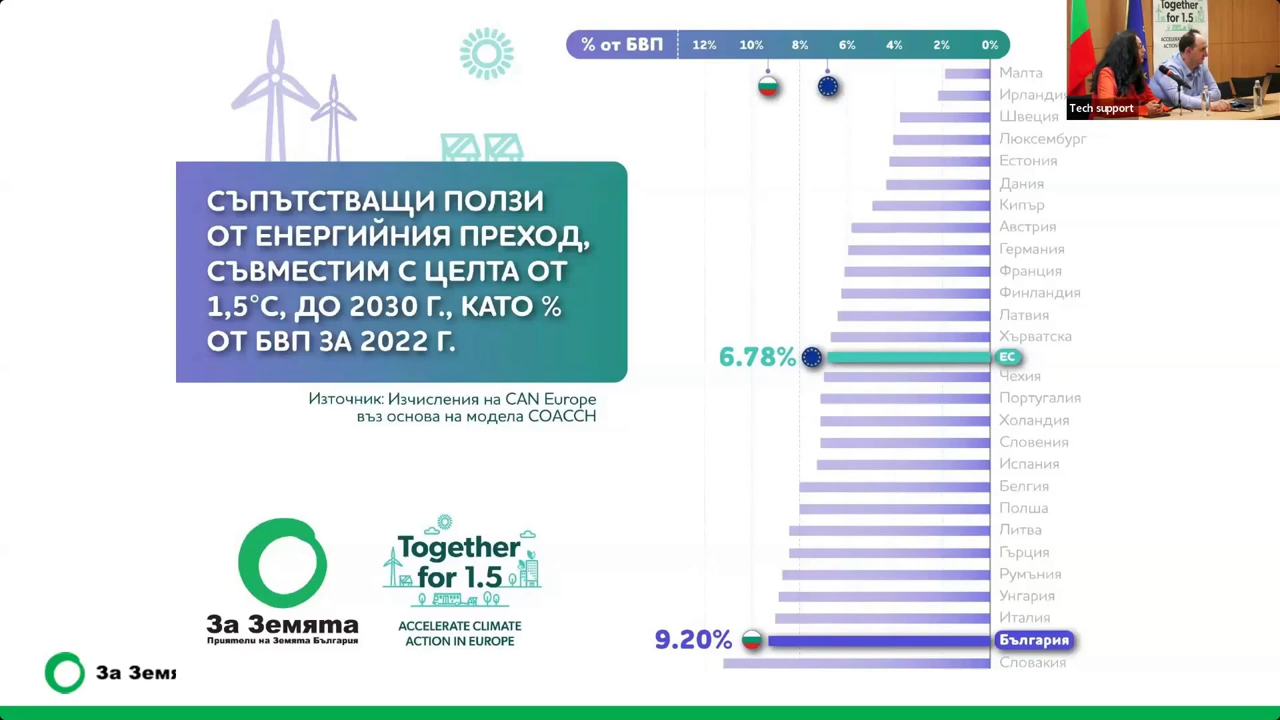 % от БВП
12%
10%
8%
6%
4%
2%
0%
СЪПЪТСТВАЩИ ПОЛЗИ
ОТ ЕНЕРГИЙНИЯ ПРЕХОД,
СЪВМЕСТИМ С ЦЕЛТА ОТ
1,5°C, ДО 2030 Г., КАТО %
ОТ БВП ЗА 2022 Г.
Източник: Изчисления на CAN Europe
въз основа на модела COACCH
Малта
Ирландия
Швеция
Люксембург
Естония
Дания
Кипър
Австрия
Германия
Франция
Финландия
Латвия
Хърватска
6.78%
ЕС
Чехия
Португалия
Холандия
Словения
Испания
Белгия
Полша
Литва
Гърция
Румъния
Унгария
Италия
9.20%
България
Словакия
За Земята
Приятели на Земята България
Together
for 1.5
ACCELERATE CLIMATE
ACTION IN EUROPE
За Земя
Together
for 1.5
Tech support